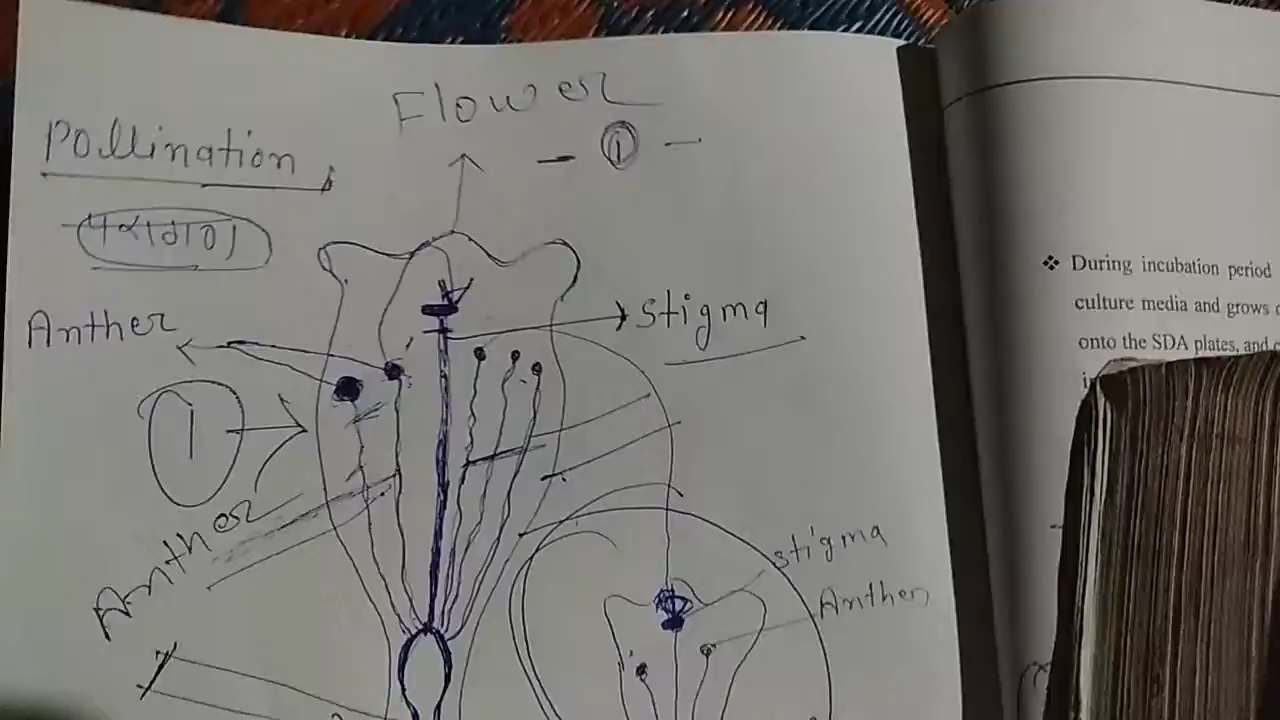 Flower
Pollination
- ① -
परागण
Anther
stigma
1
Anther
stigma
Anther
❖ During incubation period
culture media and grows
onto the SDA plates, and